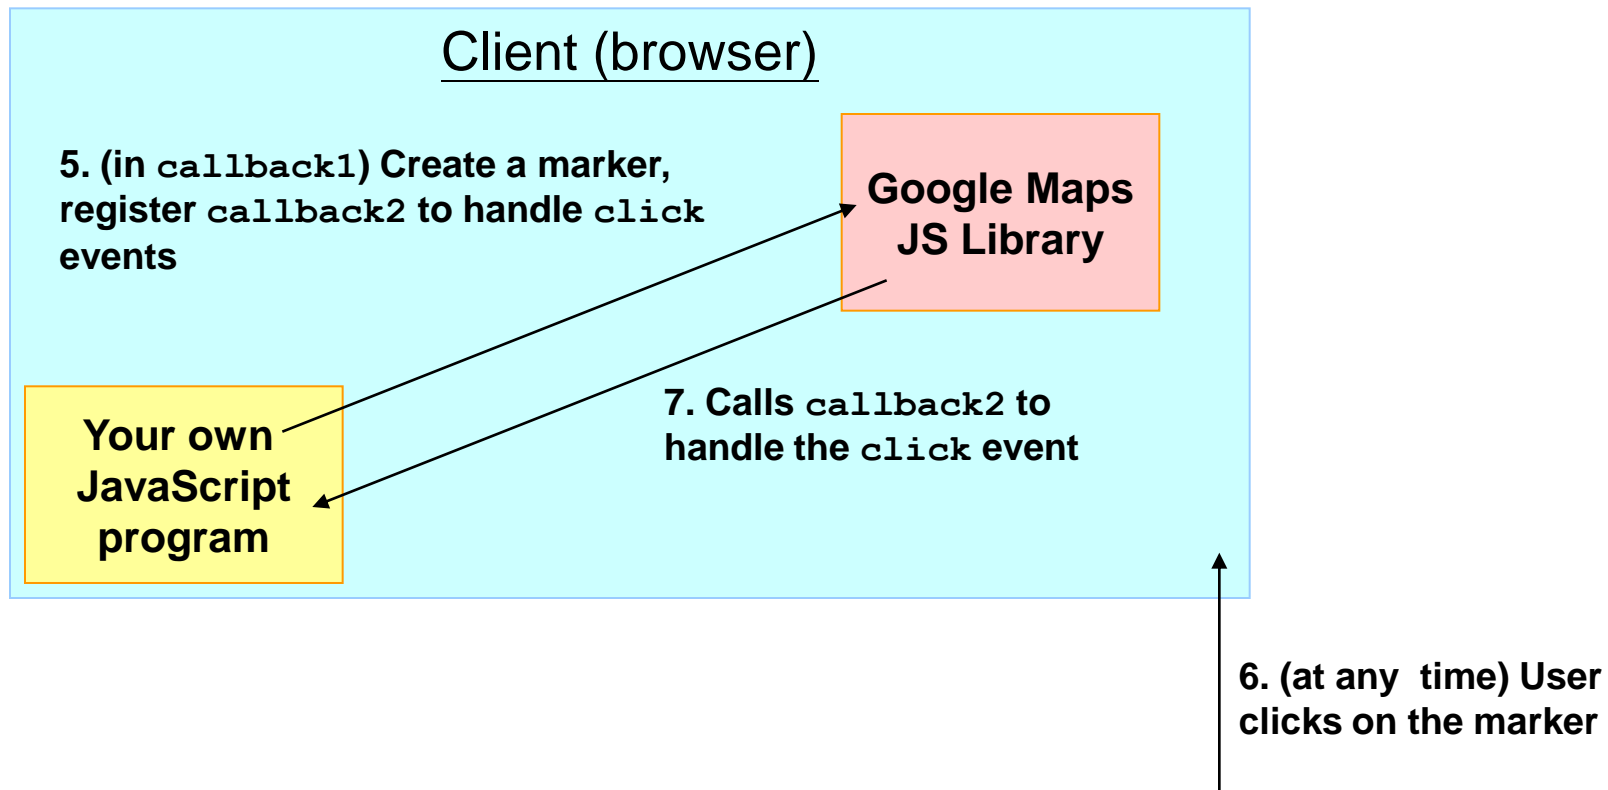 Client (browser)
5. (in callback1) Create a marker,
register callback2 to handle click
events
Google Maps
JS Library
Your own
JavaScript
program
7. Calls callback2 to
handle the click event
6. (at any  time) User
clicks on the marker